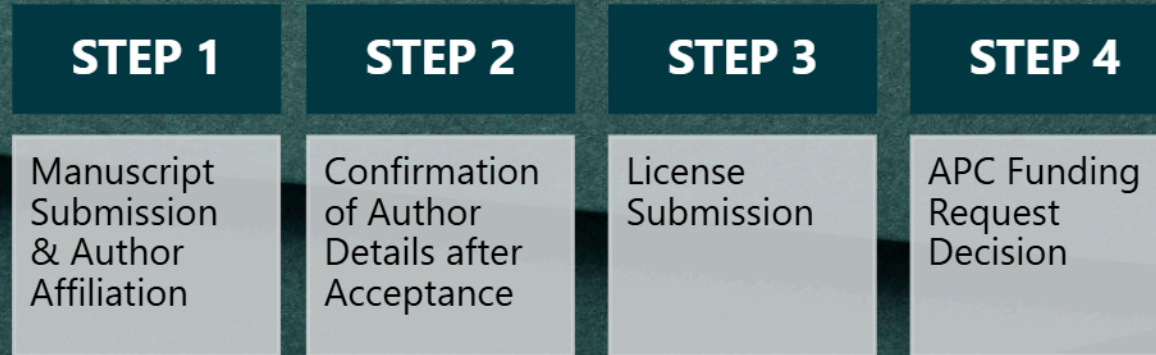 STEP 1
Manuscript
Submission
& Author
Affiliation
STEP 2
Confirmation
of Author
Details after
Acceptance
STEP 3
License
Submission
STEP 4
APC Funding
Request
Decision